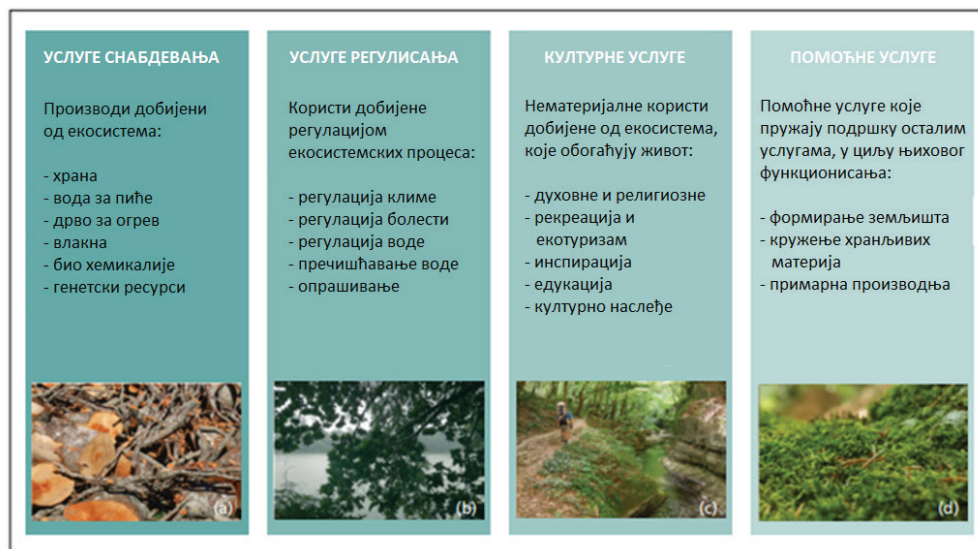 УСЛУГЕ СНАБДЕВАЊА
Производи добијени
од екосистема:
- храна
- вода за пиће
- дрво за огрев
- влакна
- био хемикалије
- генетски ресурси
(a)
УСЛУГЕ РЕГУЛИСАЊА
Користи добијене
регулацијом
екосистемских процеса:
- регулација климе
- регулација болести
- регулација воде
- пречишћавање воде
- опрашивање
(b)
КУЛТУРНЕ УСЛУГЕ
Нематеријалне користи
добијене од екосистема,
које обогаћују живот:
- духовне и религиозне
- рекреација и
екотуризам
- инспирација
- едукација
- културно наслеђе
(c)
ПОМОЋНЕ УСЛУГЕ
Помоћне услуге које
пружају подршку осталим
услугама, у циљу њиховог
функционисања:
- формирање земљишта
- кружење хранљивих
материја
- примарна производња
(d)